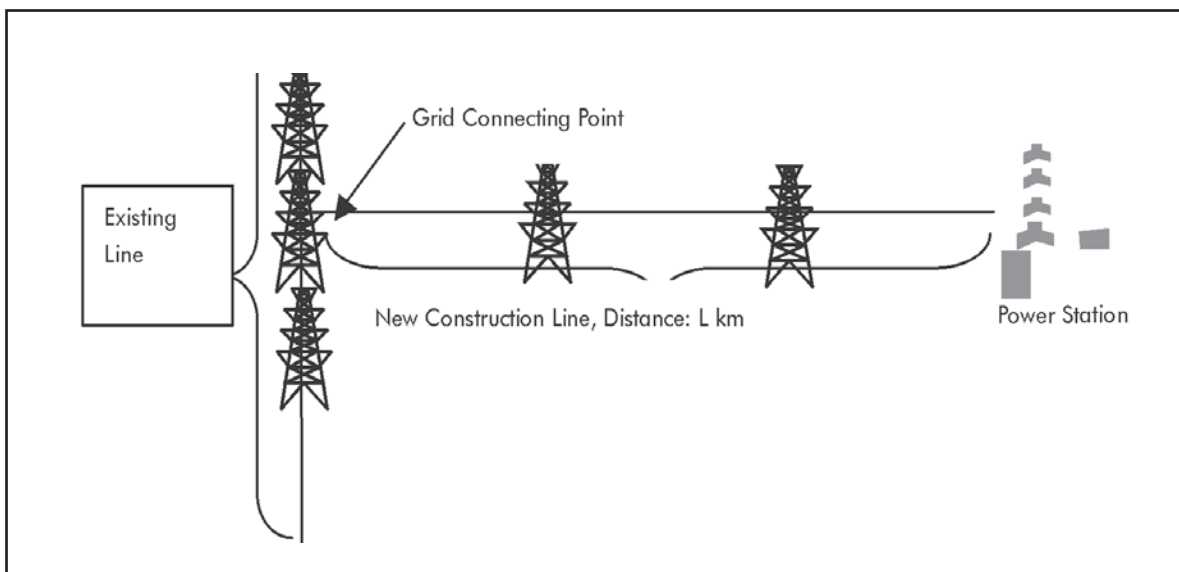 Grid Connecting Point
Existing
Line
New Construction Line, Distance: L km
Power Station